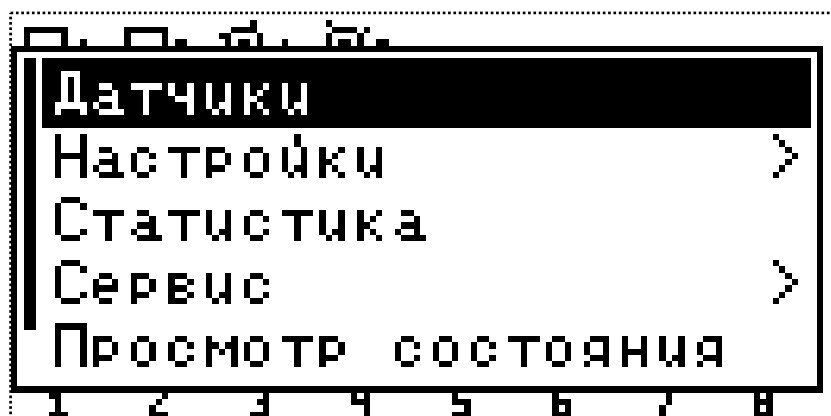 Датчики
Настройки >
Статистика
Сервис >
Просмотр состояния
1 2 3 4 5 6 7 8